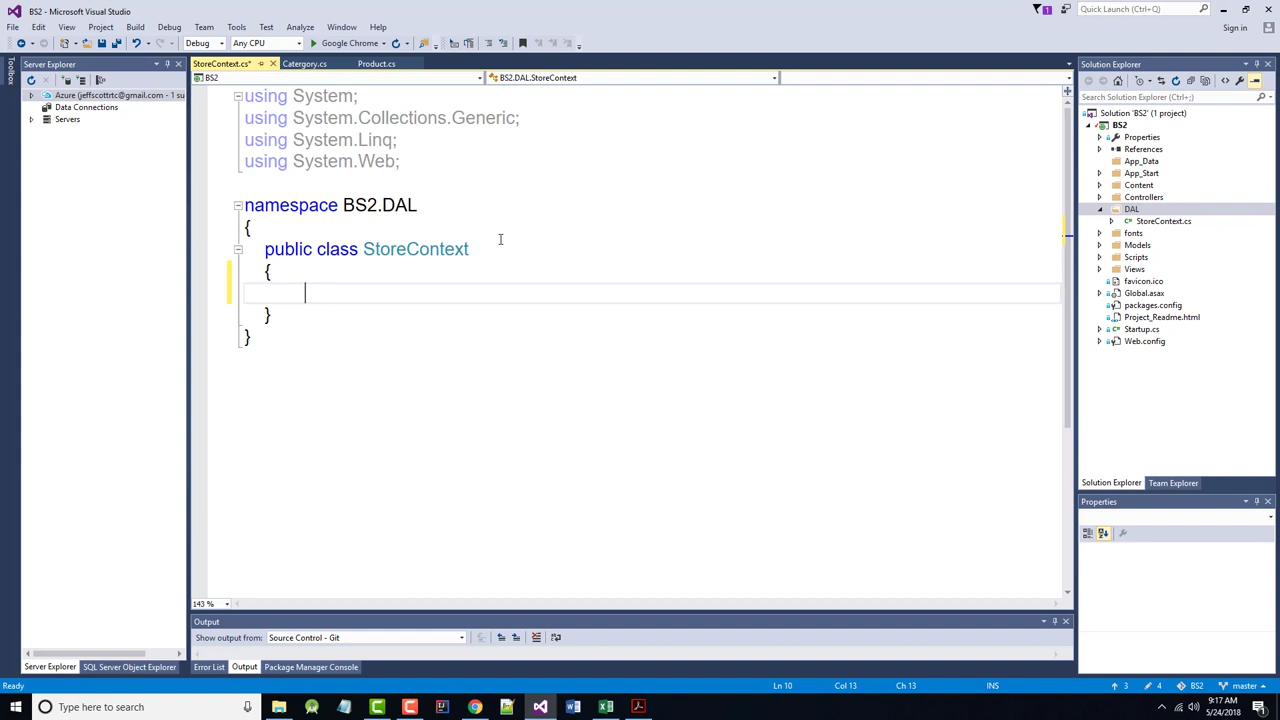 BS2 - Microsoft Visual Studio
Quick Launch (Ctrl+Q)
File Edit View Project Build Debug Team Tools Test Analyze Window Help
Sign in
Debug Any CPU Google Chrome
Toolbox
Server Explorer
Azure (jeffscottrtc@gmail.com - 1 su
Data Connections
Servers
StoreContext.cs* Catergory.cs Product.cs
BS2 BS2.DAL.StoreContext
using System;
using System.Collections.Generic;
using System.Linq;
using System.Web;
namespace BS2.DAL
{
public class StoreContext
{
}
}
143 %
Solution Explorer
Search Solution Explorer (Ctrl+;)
Solution 'BS2' (1 project)
BS2
Properties
References
App_Data
App_Start
Content
Controllers
DAL
StoreContext.cs
fonts
Models
Scripts
Views
favicon.ico
Global.asax
packages.config
Project_Readme.html
Startup.cs
Web.config
Solution Explorer Team Explorer
Properties
Output
Show output from: Source Control - Git
Server Explorer SQL Server Object Explorer Error List Output Package Manager Console
Ready Ln 10 Col 13 Ch 13 INS 3 4 BS2 master
Type here to search
9:17 AM
5/24/2018